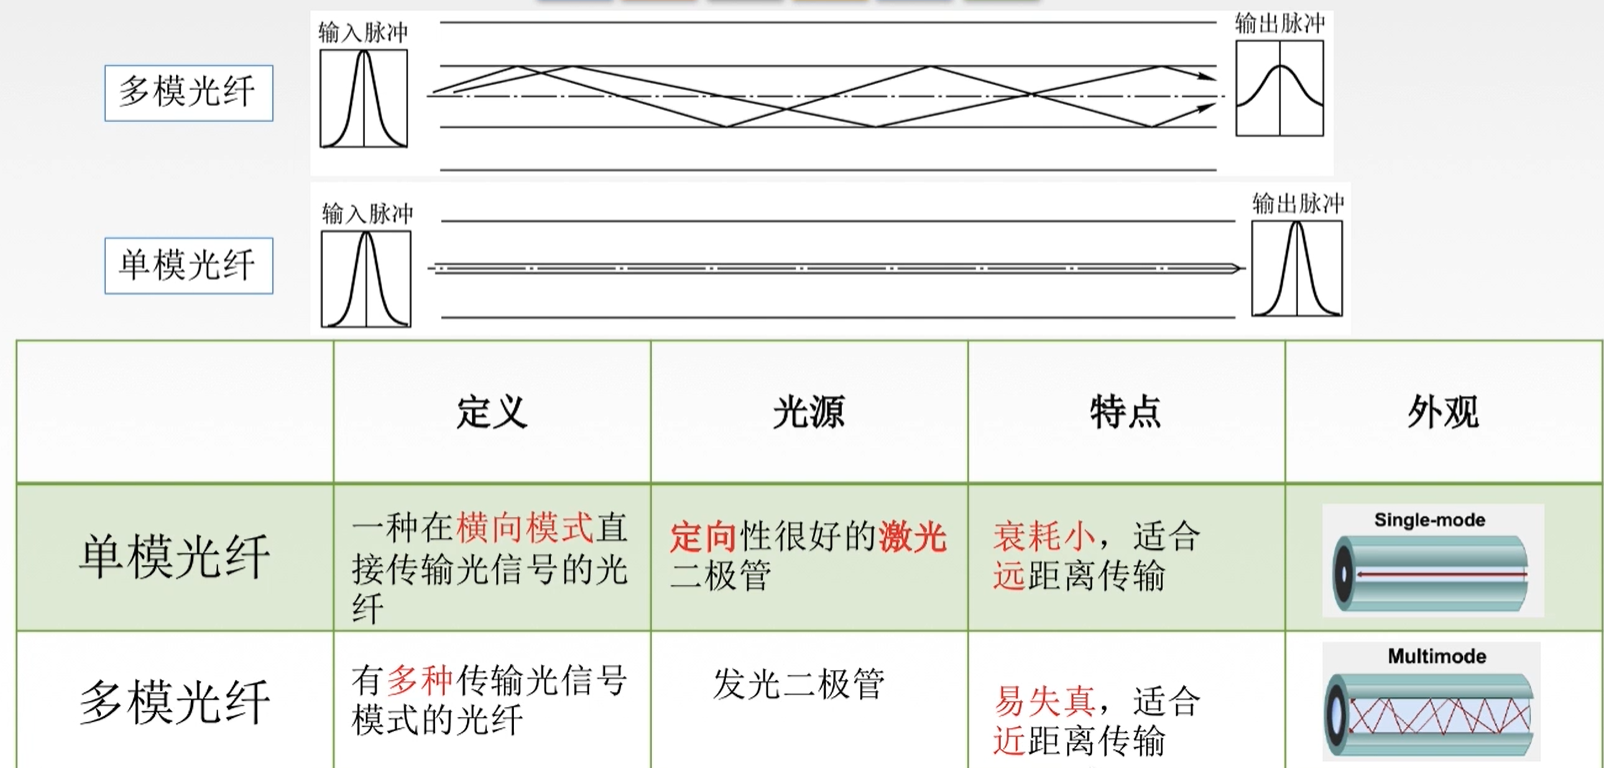 输入脉冲
输出脉冲
多模光纤
输入脉冲
输出脉冲
单模光纤
定义
光源
特点
外观
单模光纤
一种在横向模式直
接传输光信号的光
纤
定向性很好的激光
二极管
衰耗小，适合
远距离传输
Single-mode
多模光纤
有多种传输光信号
模式的光纤
发光二极管
易失真，适合
近距离传输
Multimode